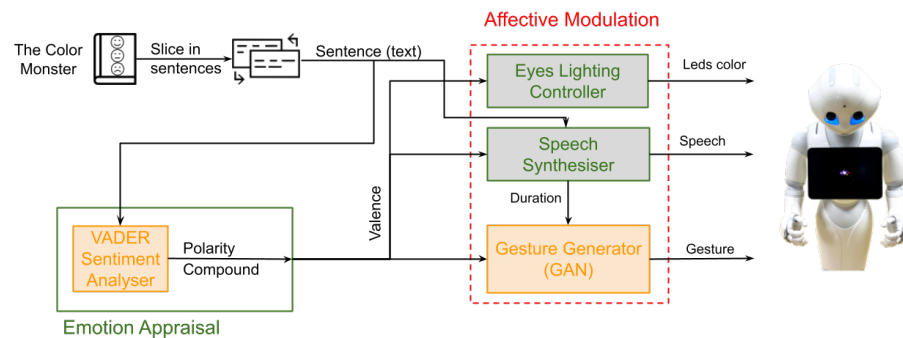 Affective Modulation
The Color
Monster
Slice in
sentences
Sentence (text)
Eyes Lighting
Controller
Leds color
Speech
Synthesiser
Speech
Duration
Valence
VADER
Sentiment
Analyser
Polarity
Compound
Gesture Generator
(GAN)
Gesture
Emotion Appraisal